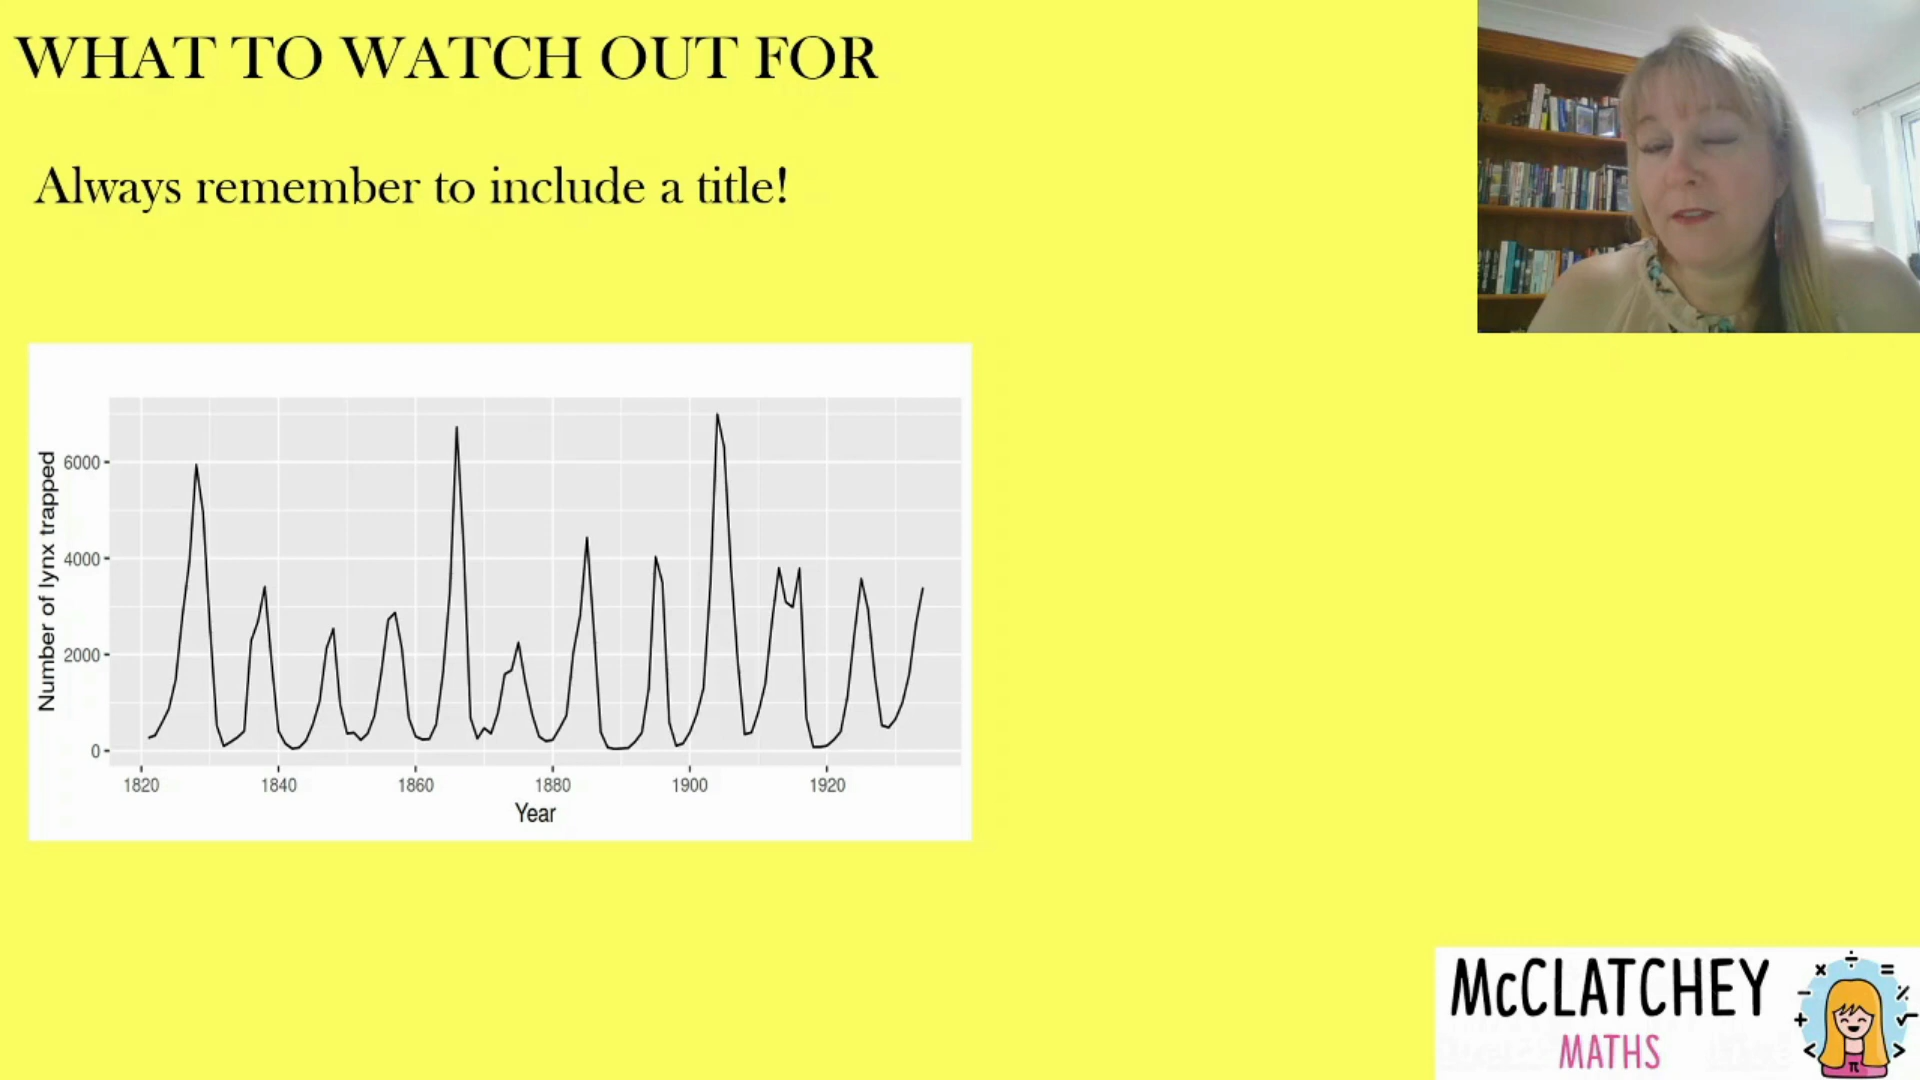 WHAT TO WATCH OUT FOR
Always remember to include a title!
Number of lynx trapped
6000
4000
2000
0
1820 1840 1860 1880 1900 1920
Year
McCLATCHEY
MATHS
× ÷ = − % + √ < > π